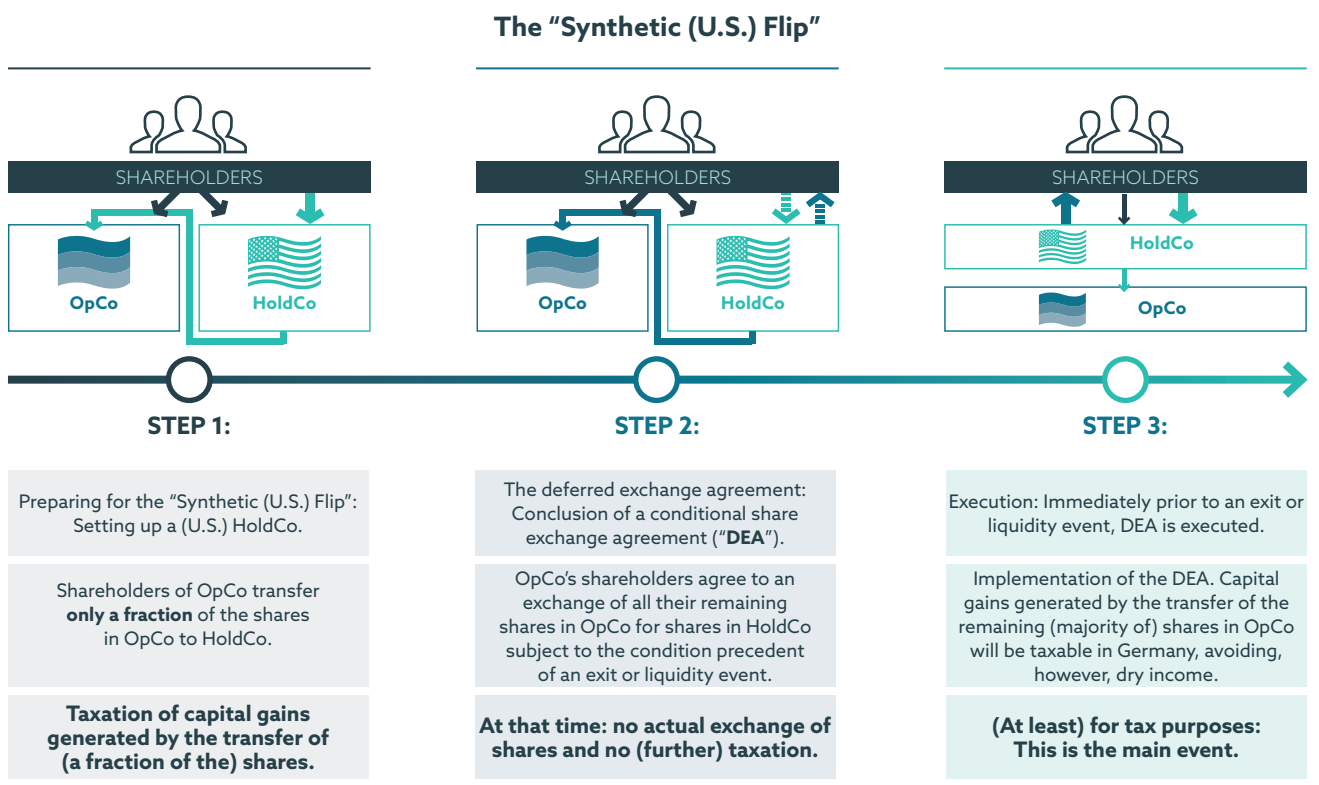 The “Synthetic (U.S.) Flip”
SHAREHOLDERS
OpCo
HoldCo
SHAREHOLDERS
OpCo
HoldCo
SHAREHOLDERS
HoldCo
OpCo
STEP 1:
STEP 2:
STEP 3:
Preparing for the “Synthetic (U.S.) Flip”:
Setting up a (U.S.) HoldCo.
Shareholders of OpCo transfer
only a fraction of the shares
in OpCo to HoldCo.
Taxation of capital gains
generated by the transfer of
(a fraction of the) shares.
The deferred exchange agreement:
Conclusion of a conditional share
exchange agreement (“DEA”).
OpCo’s shareholders agree to an
exchange of all their remaining
shares in OpCo for shares in HoldCo
subject to the condition precedent
of an exit or liquidity event.
At that time: no actual exchange of
shares and no (further) taxation.
Execution: Immediately prior to an exit or
liquidity event, DEA is executed.
Implementation of the DEA. Capital
gains generated by the transfer of the
remaining (majority of) shares in OpCo
will be taxable in Germany, avoiding,
however, dry income.
(At least) for tax purposes:
This is the main event.